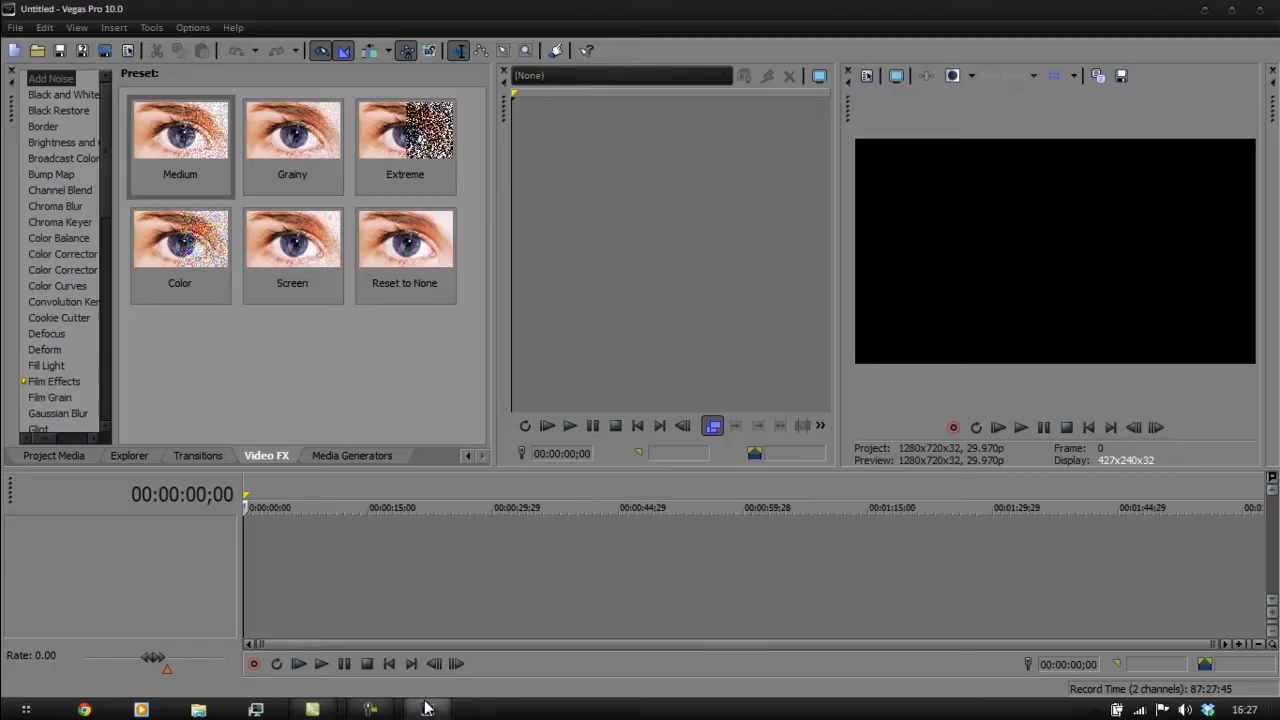 Untitled - Vegas Pro 10.0
File Edit View Insert Tools Options Help
Add Noise
Black and White
Black Restore
Border
Brightness and
Broadcast Color
Bump Map
Channel Blend
Chroma Blur
Chroma Keyer
Color Balance
Color Corrector
Color Corrector
Color Curves
Convolution Ker
Cookie Cutter
Defocus
Deform
Fill Light
Film Effects
Film Grain
Gaussian Blur
Glint
Preset:
Medium Grainy Extreme
Color Screen Reset to None
Project Media Explorer Transitions Video FX Media Generators
(None)
00:00:00;00
Project: 1280x720x32, 29.970p Frame: 0
Preview: 1280x720x32, 29.970p Display: 427x240x32
00:00:00;00
0:00:00:00 00:00:15:00 00:00:29:29 00:00:44:29 00:00:59:28 00:01:15:00 00:01:29:29 00:01:44:29 00:0
Rate: 0.00
00:00:00;00
Record Time (2 channels): 87:27:45
16:27